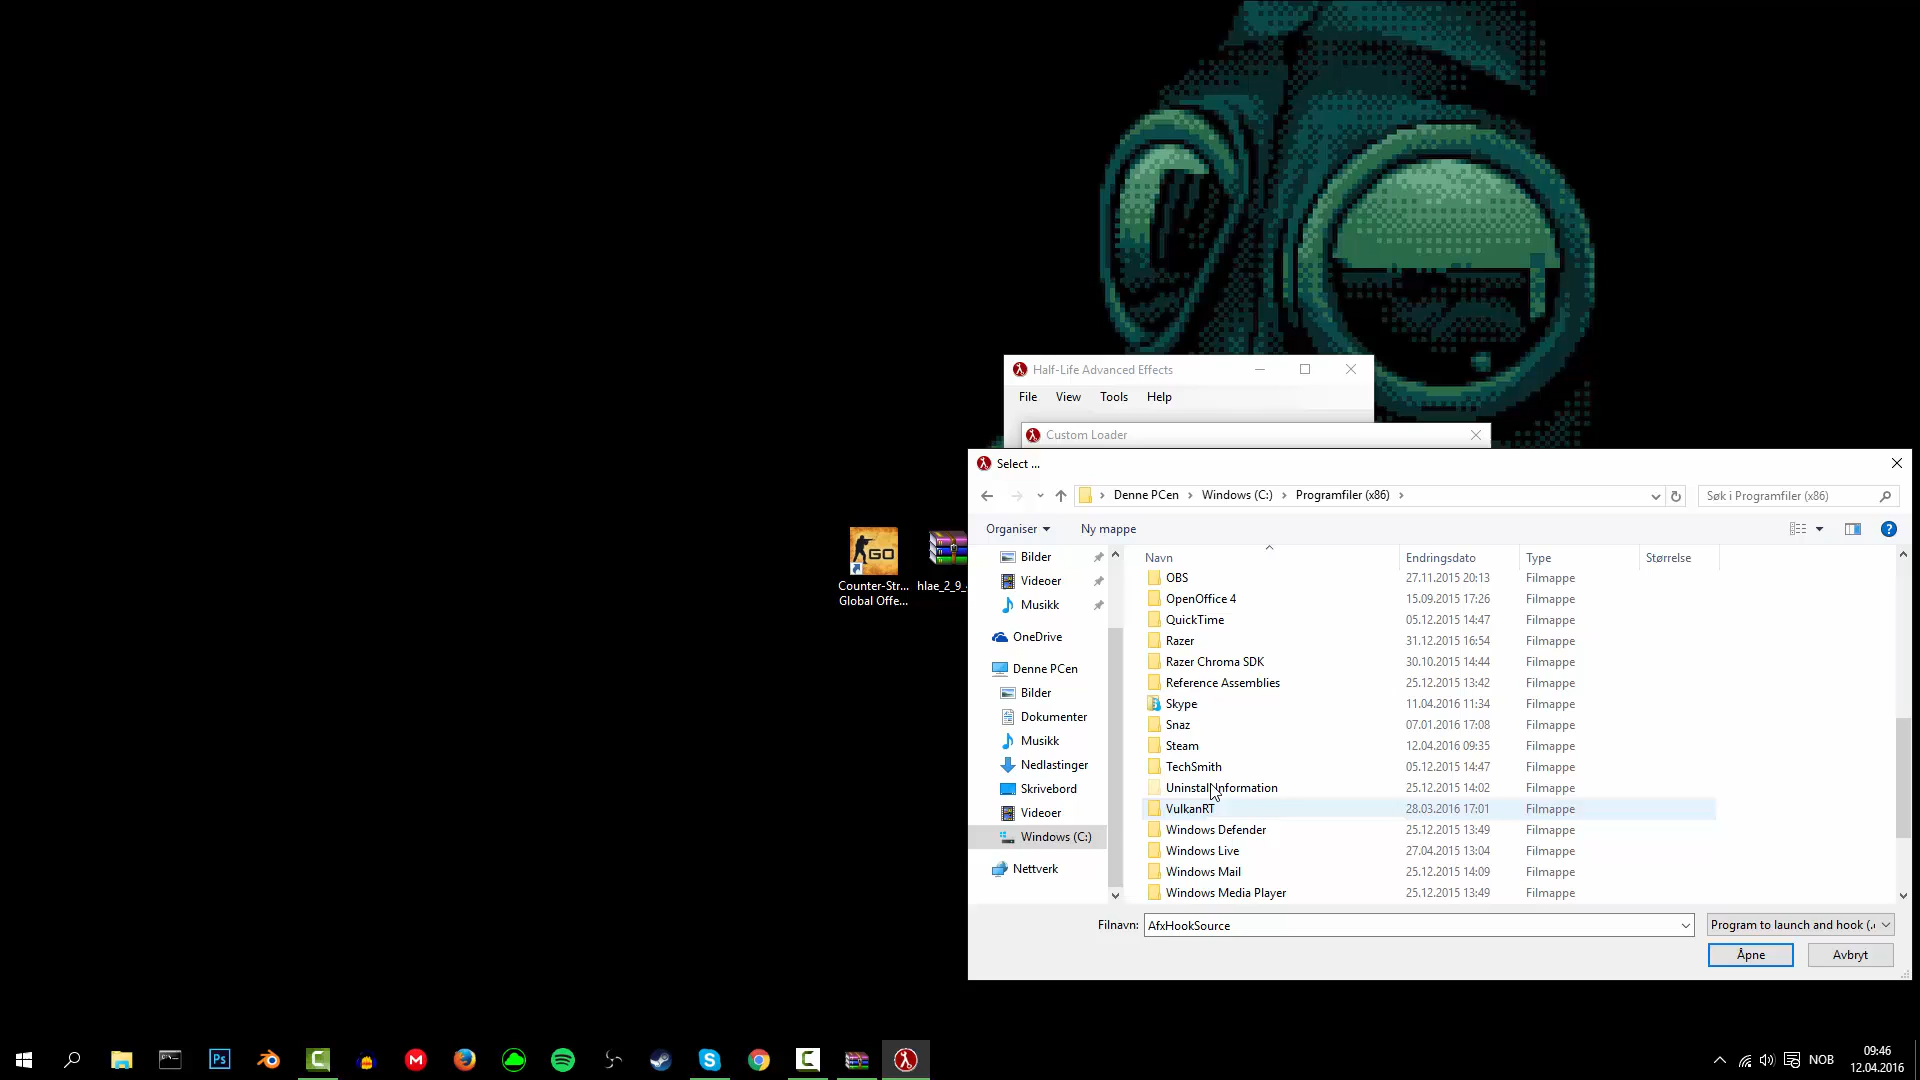 Half-Life Advanced Effects
File View Tools Help
Custom Loader
Select ...
Denne PCen Windows (C:) Programfiler (x86)
Søk i Programfiler (x86)
Organiser Ny mappe
Bilder
Videoer
Musikk
OneDrive
Denne PCen
Bilder
Dokumenter
Musikk
Nedlastinger
Skrivebord
Videoer
Windows (C:)
Nettverk
Navn Endringsdato Type Størrelse
OBS 27.11.2015 20:13 Filmappe
OpenOffice 4 15.09.2015 17:26 Filmappe
QuickTime 05.12.2015 14:47 Filmappe
Razer 31.12.2015 16:54 Filmappe
Razer Chroma SDK 30.10.2015 14:44 Filmappe
Reference Assemblies 25.12.2015 13:42 Filmappe
Skype 11.04.2016 11:34 Filmappe
Snaz 07.01.2016 17:08 Filmappe
Steam 12.04.2016 09:35 Filmappe
TechSmith 05.12.2015 14:47 Filmappe
Uninstall Information 25.12.2015 14:02 Filmappe
VulkanRT 28.03.2016 17:01 Filmappe
Windows Defender 25.12.2015 13:49 Filmappe
Windows Live 27.04.2015 13:04 Filmappe
Windows Mail 25.12.2015 14:09 Filmappe
Windows Media Player 25.12.2015 13:49 Filmappe
Filnavn: AfxHookSource Program to launch and hook (.
Åpne Avbryt
GO
Counter-Str...
Global Offe...
hlae_2_9_
Ps
NOB
09:46
12.04.2016